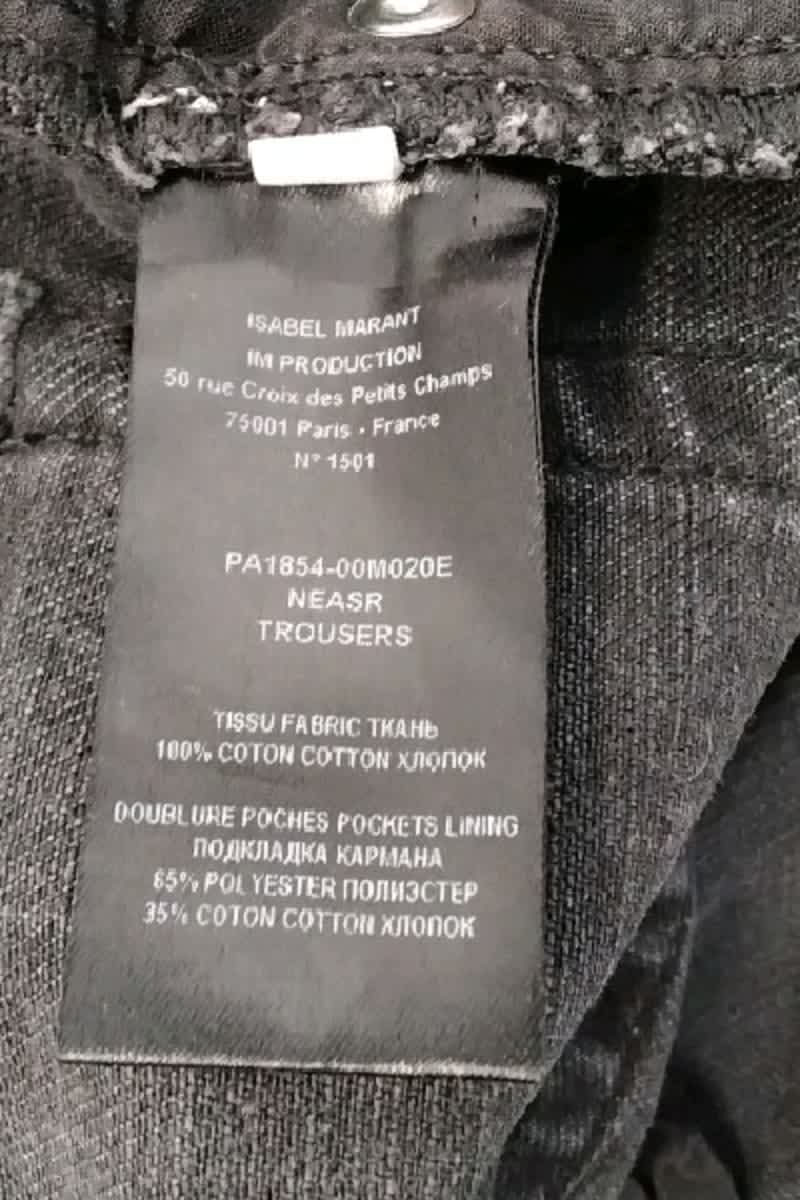 ISABEL MARANT
IM PRODUCTION
50 rue Croix des Petits Champs
75001 Paris - France
N° 1501
PA1854-00M020E
NEASR
TROUSERS
TISSU FABRIC ТКАНЬ
100% COTON COTTON ХЛОПОК
DOUBLURE POCHES POCKETS LINING
ПОДКЛАДКА КАРМАНА
65% POLYESTER ПОЛИЭСТЕР
35% COTON COTTON ХЛОПОК